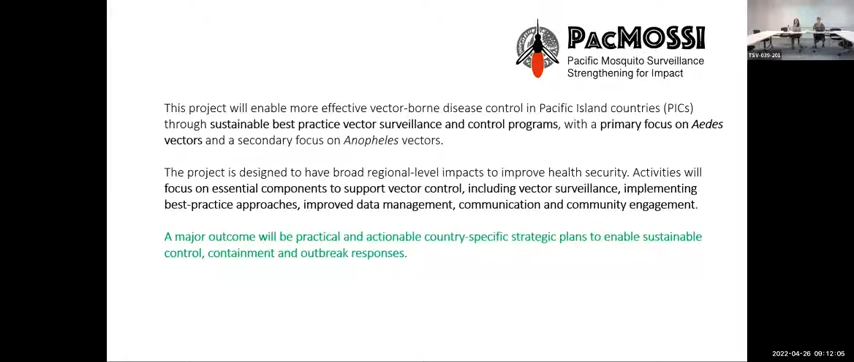 PACMOSSI
Pacific Mosquito Surveillance
Strengthening for Impact
TSV-039-201
This project will enable more effective vector-borne disease control in Pacific Island countries (PICs)
through sustainable best practice vector surveillance and control programs, with a primary focus on Aedes
vectors and a secondary focus on Anopheles vectors.
The project is designed to have broad regional-level impacts to improve health security. Activities will
focus on essential components to support vector control, including vector surveillance, implementing
best-practice approaches, improved data management, communication and community engagement.
A major outcome will be practical and actionable country-specific strategic plans to enable sustainable
control, containment and outbreak responses.
2022-04-26 09:12:05